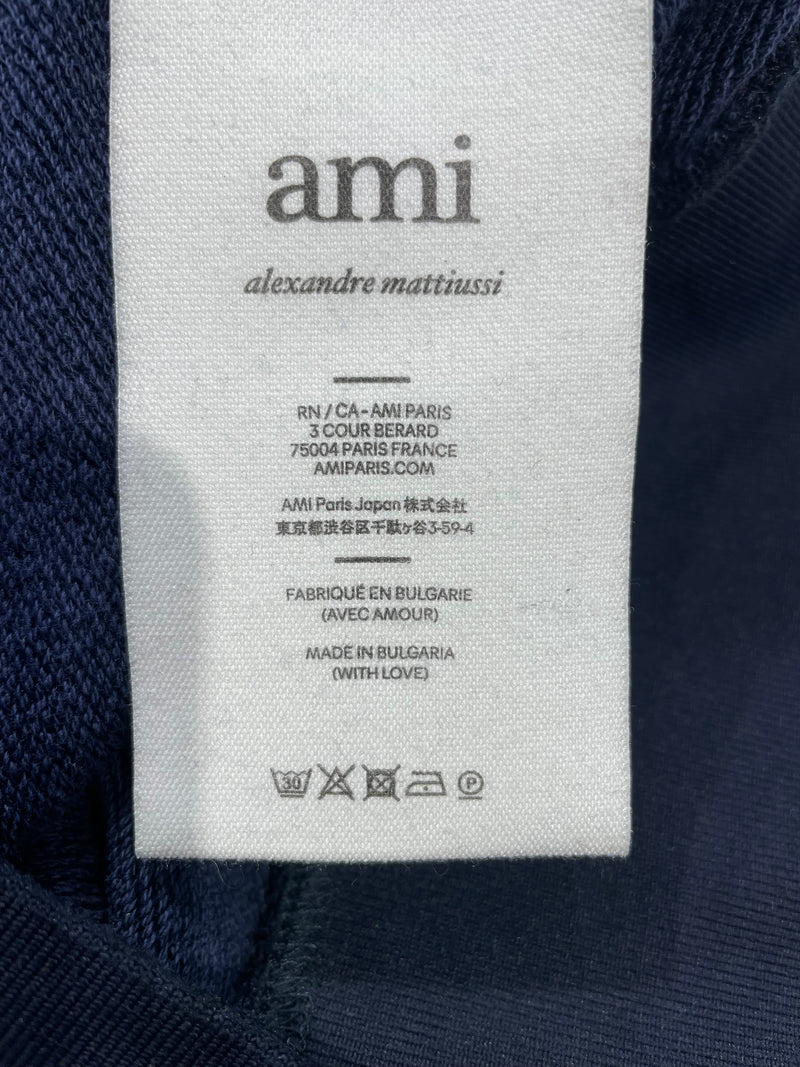 ami
alexandre mattiussi
RN / CA - AMI PARIS
3 COUR BERARD
75004 PARIS FRANCE
AMIPARIS.COM
AMI Paris Japan 株式会社
東京都渋谷区千駄ヶ谷3-59-4
FABRIQUÉ EN BULGARIE
(AVEC AMOUR)
MADE IN BULGARIA
(WITH LOVE)
30 P